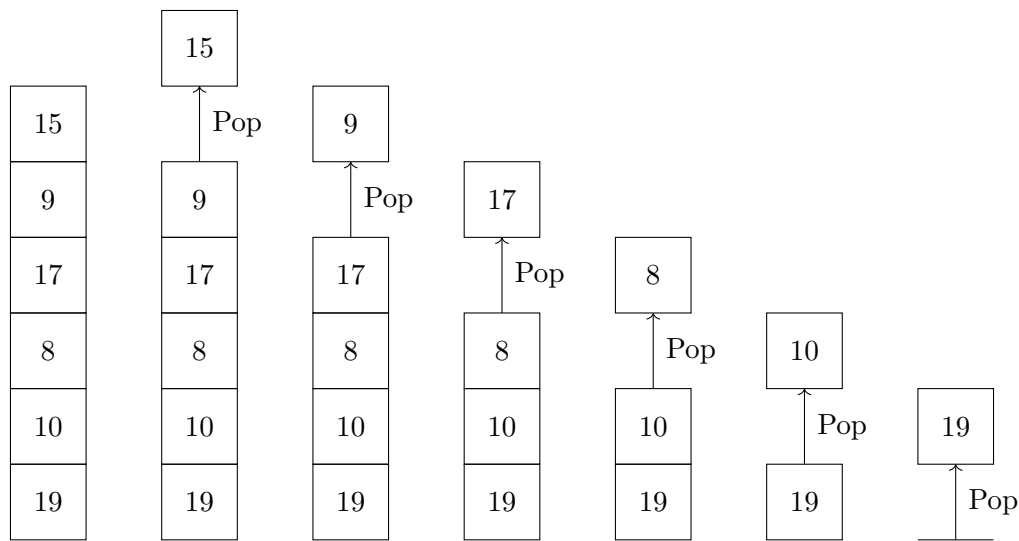 15
15 Pop 9
9 9 Pop 17
17 17 17 Pop 8
8 8 8 8 Pop 10
10 10 10 10 10 Pop 19
19 19 19 19 19 19 Pop